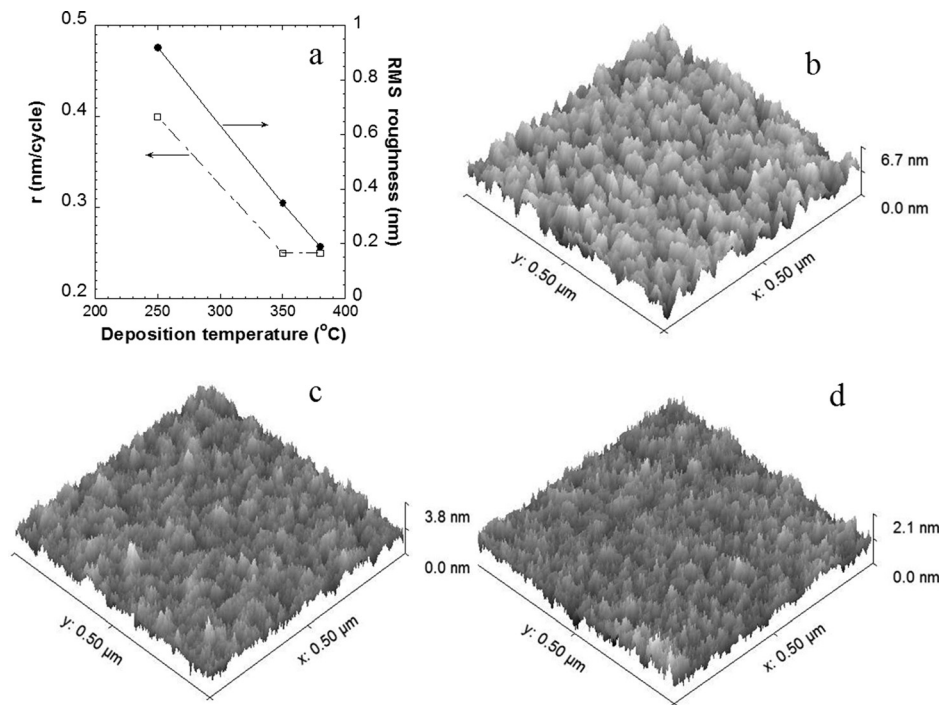 a
0.5
0.4
0.3
0.2
r (nm/cycle)
1
0.8
0.6
0.4
0.2
0
RMS roughness (nm)
200 250 300 350 400
Deposition temperature (°C)
b
6.7 nm
0.0 nm
y: 0.50 µm
x: 0.50 µm
c
3.8 nm
0.0 nm
y: 0.50 µm
x: 0.50 µm
d
2.1 nm
0.0 nm
y: 0.50 µm
x: 0.50 µm